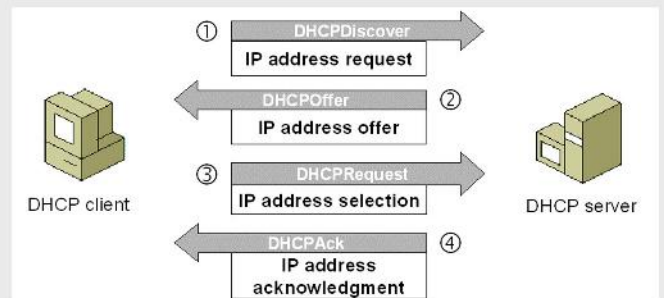 ①
DHCPDiscover
IP address request
DHCPOffer
②
IP address offer
③
DHCPRequest
IP address selection
DHCP client
DHCP server
DHCPAck
④
IP address
acknowledgment